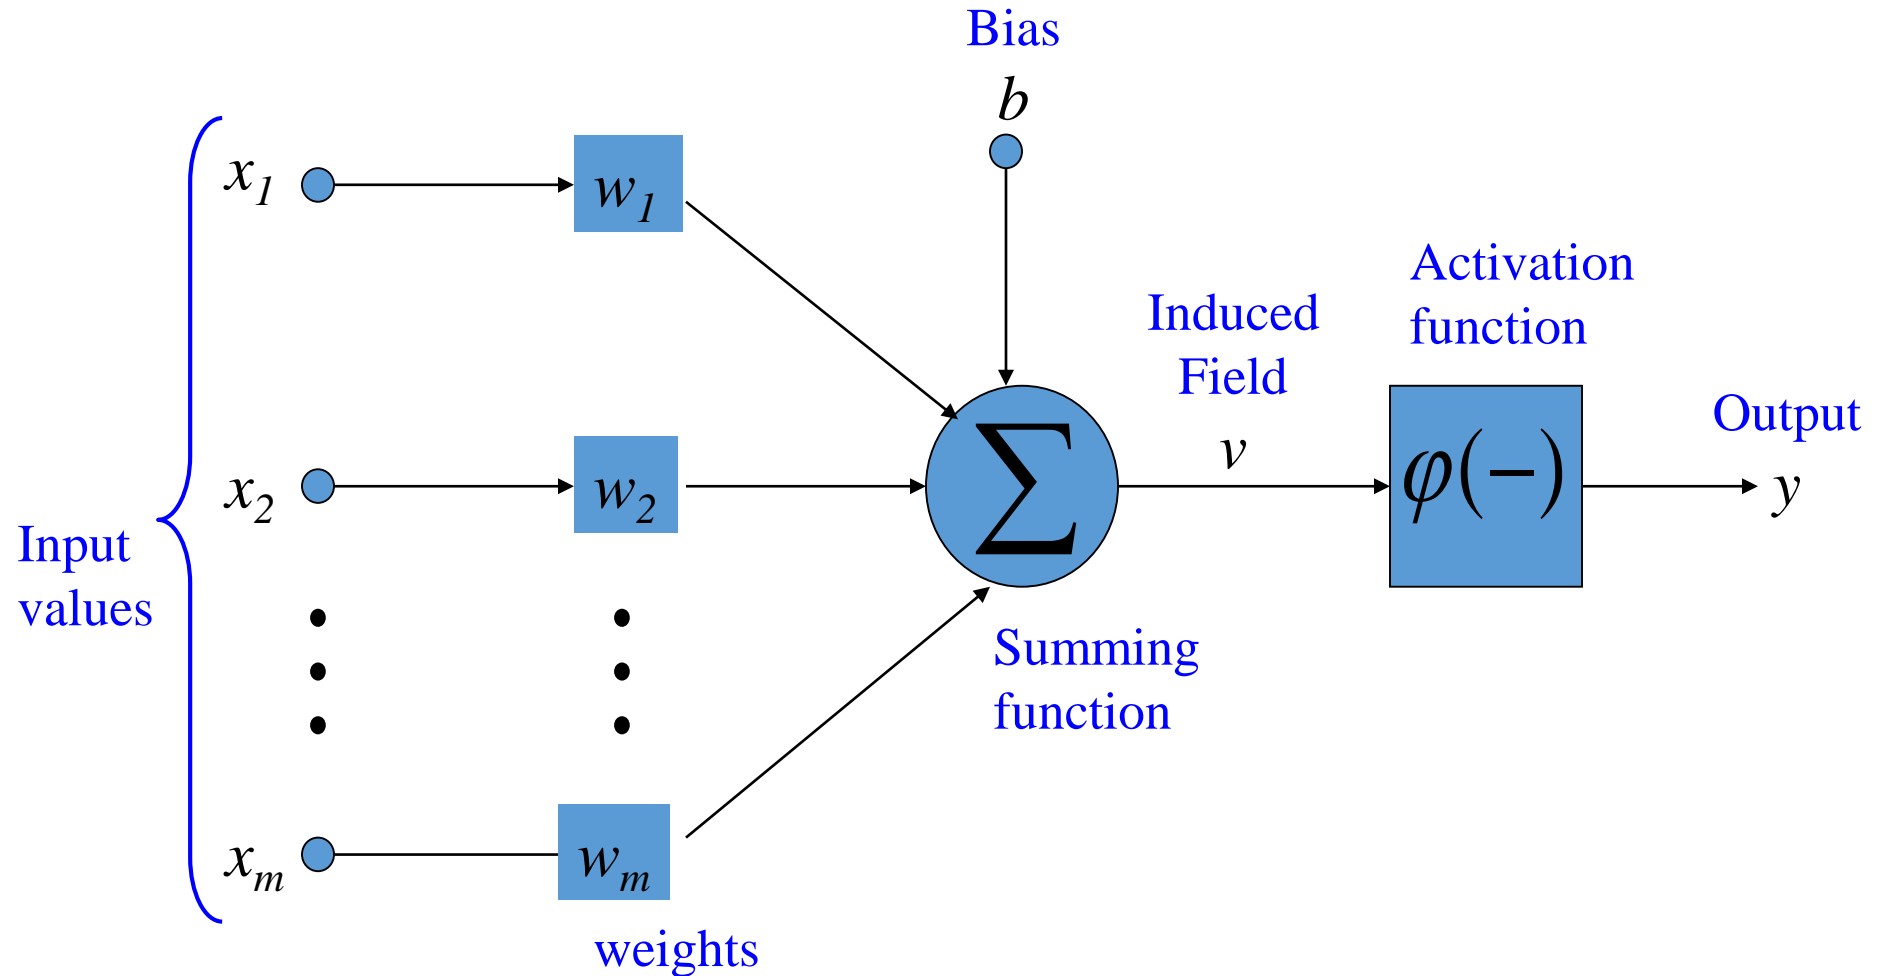 Bias
b
x1
w1
Activation
function
Induced
Field
Output
v
∑
φ(−)
y
x2
w2
Input
values
Summing
function
xm
wm
weights